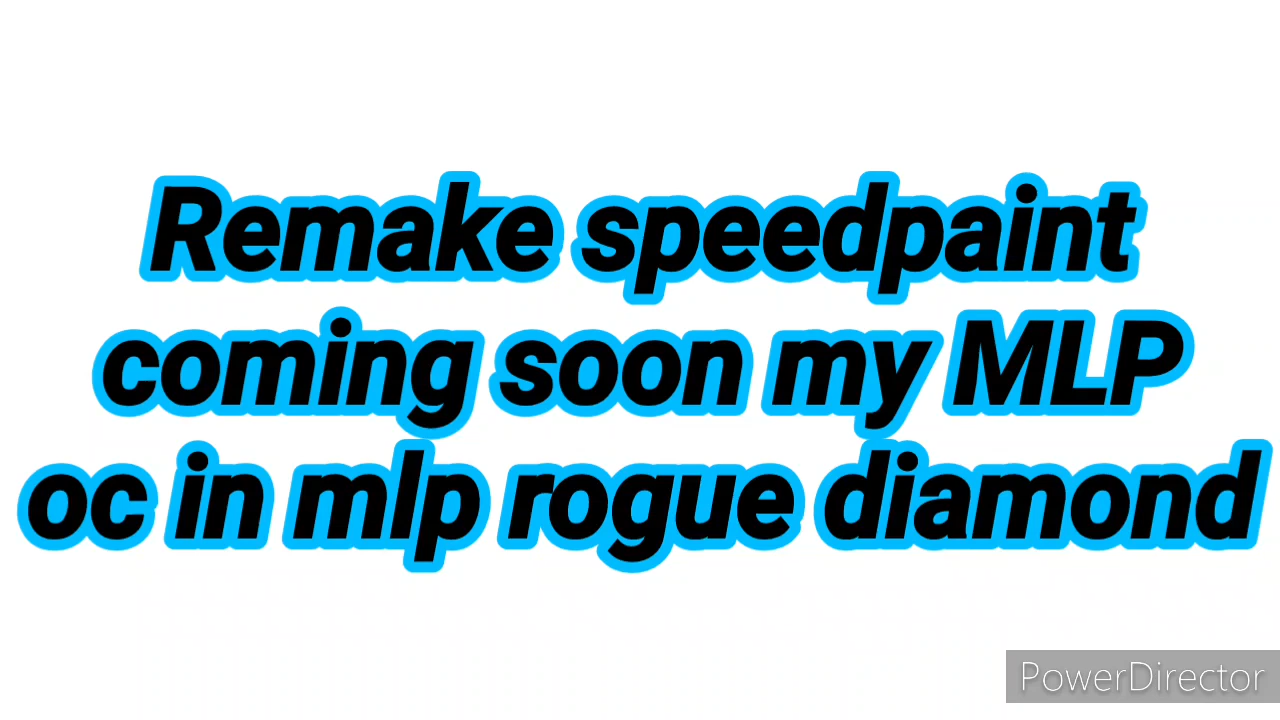 Remake speedpaint
coming soon my MLP
oc in mlp rogue diamond
PowerDirector